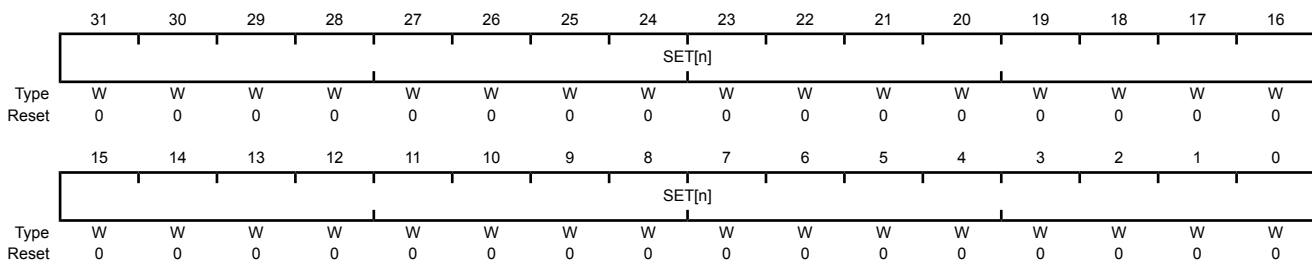 31 30 29 28 27 26 25 24 23 22 21 20 19 18 17 16
SET[n]
Type W W W W W W W W W W W W W W W W
Reset 0 0 0 0 0 0 0 0 0 0 0 0 0 0 0 0
15 14 13 12 11 10 9 8 7 6 5 4 3 2 1 0
SET[n]
Type W W W W W W W W W W W W W W W W
Reset 0 0 0 0 0 0 0 0 0 0 0 0 0 0 0 0